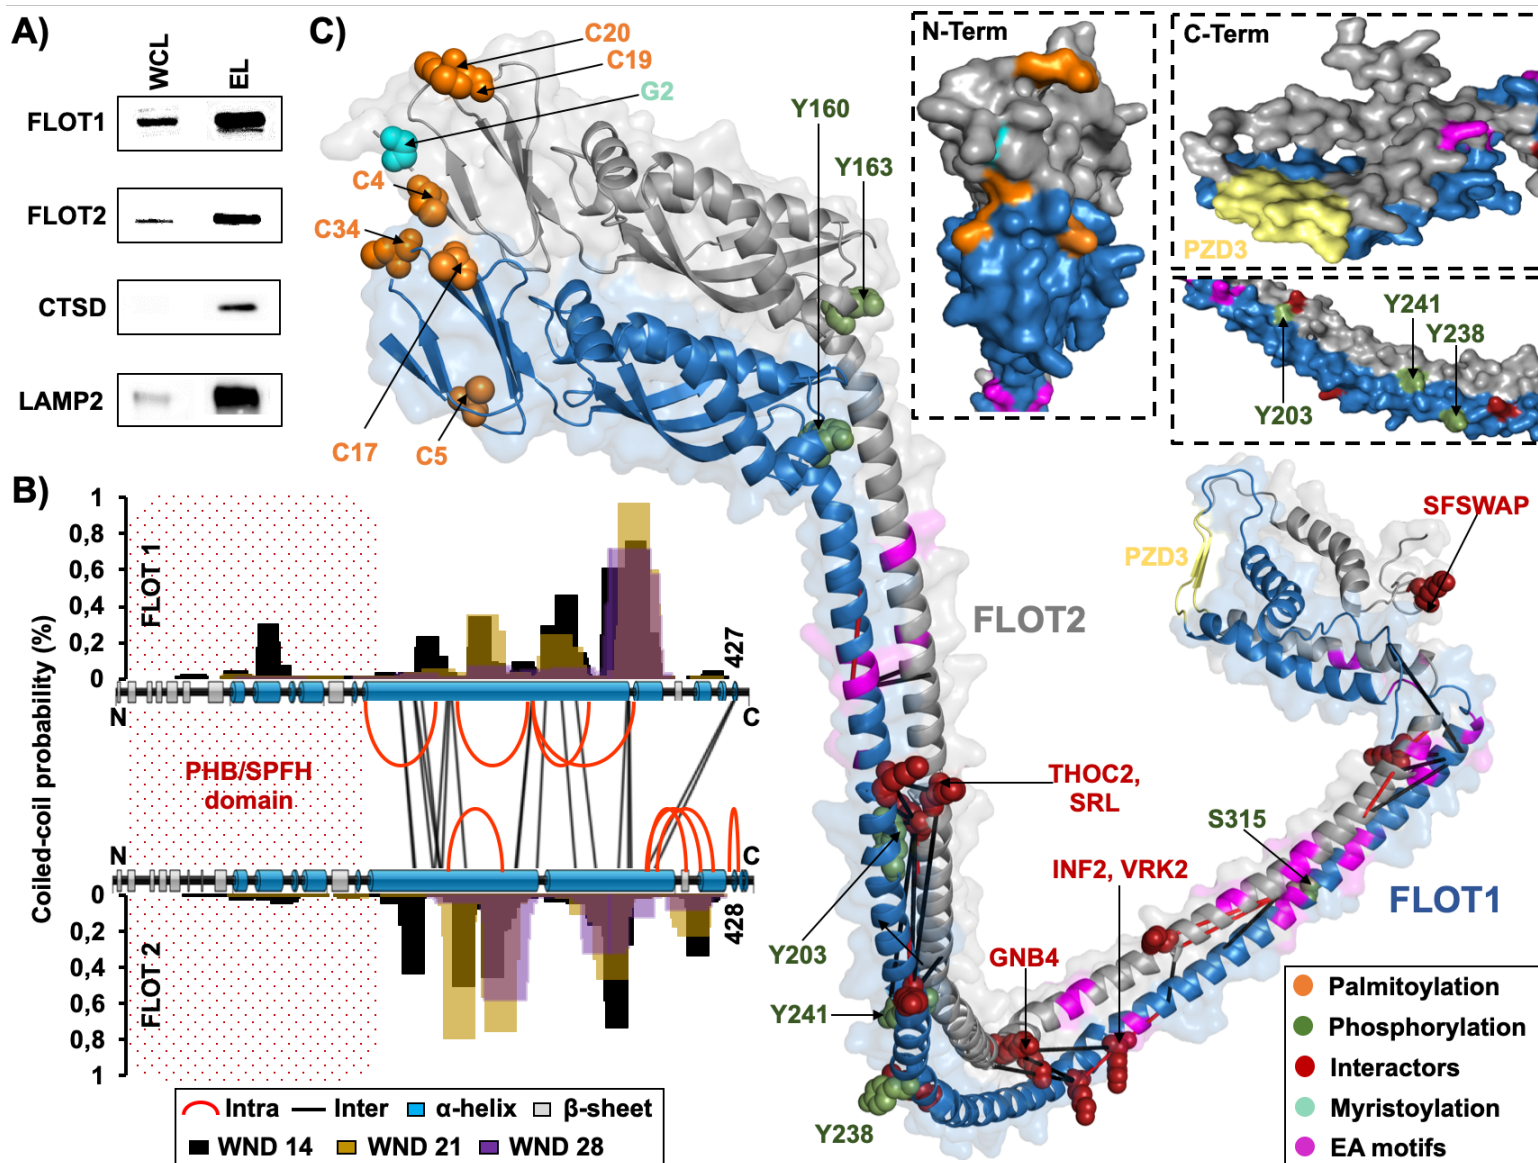 A)
WCL
EL
FLOT1
FLOT2
CTSD
LAMP2
B)
Coiled-coil probability (%)
FLOT 1
1
0,8
0,6
0,4
0,2
0
427
N
C
PHB/SPFH
domain
N
C
0
0,2
0,4
0,6
0,8
1
FLOT 2
428
Intra
Inter
α-helix
β-sheet
WND 14
WND 21
WND 28
C)
C20
C19
G2
C4
C34
C17
C5
Y160
Y163
FLOT2
THOC2,
SRL
Y203
Y241
Y238
GNB4
INF2, VRK2
S315
FLOT1
SFSWAP
PZD3
N-Term
C-Term
PZD3
Y241
Y238
Y203
Palmitoylation
Phosphorylation
Interactors
Myristoylation
EA motifs